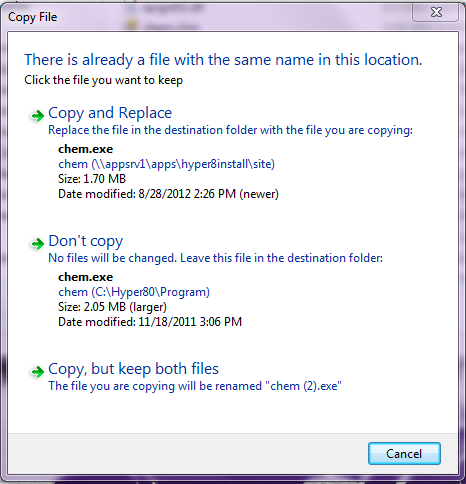 Copy File
There is already a file with the same name in this location.
Click the file you want to keep
Copy and Replace
Replace the file in the destination folder with the file you are copying:
chem.exe
chem (\\appsrv1\apps\hyper8install\site)
Size: 1.70 MB
Date modified: 8/28/2012 2:26 PM (newer)
Don't copy
No files will be changed. Leave this file in the destination folder:
chem.exe
chem (C:\Hyper80\Program)
Size: 2.05 MB (larger)
Date modified: 11/18/2011 3:06 PM
Copy, but keep both files
The file you are copying will be renamed "chem (2).exe"
Cancel